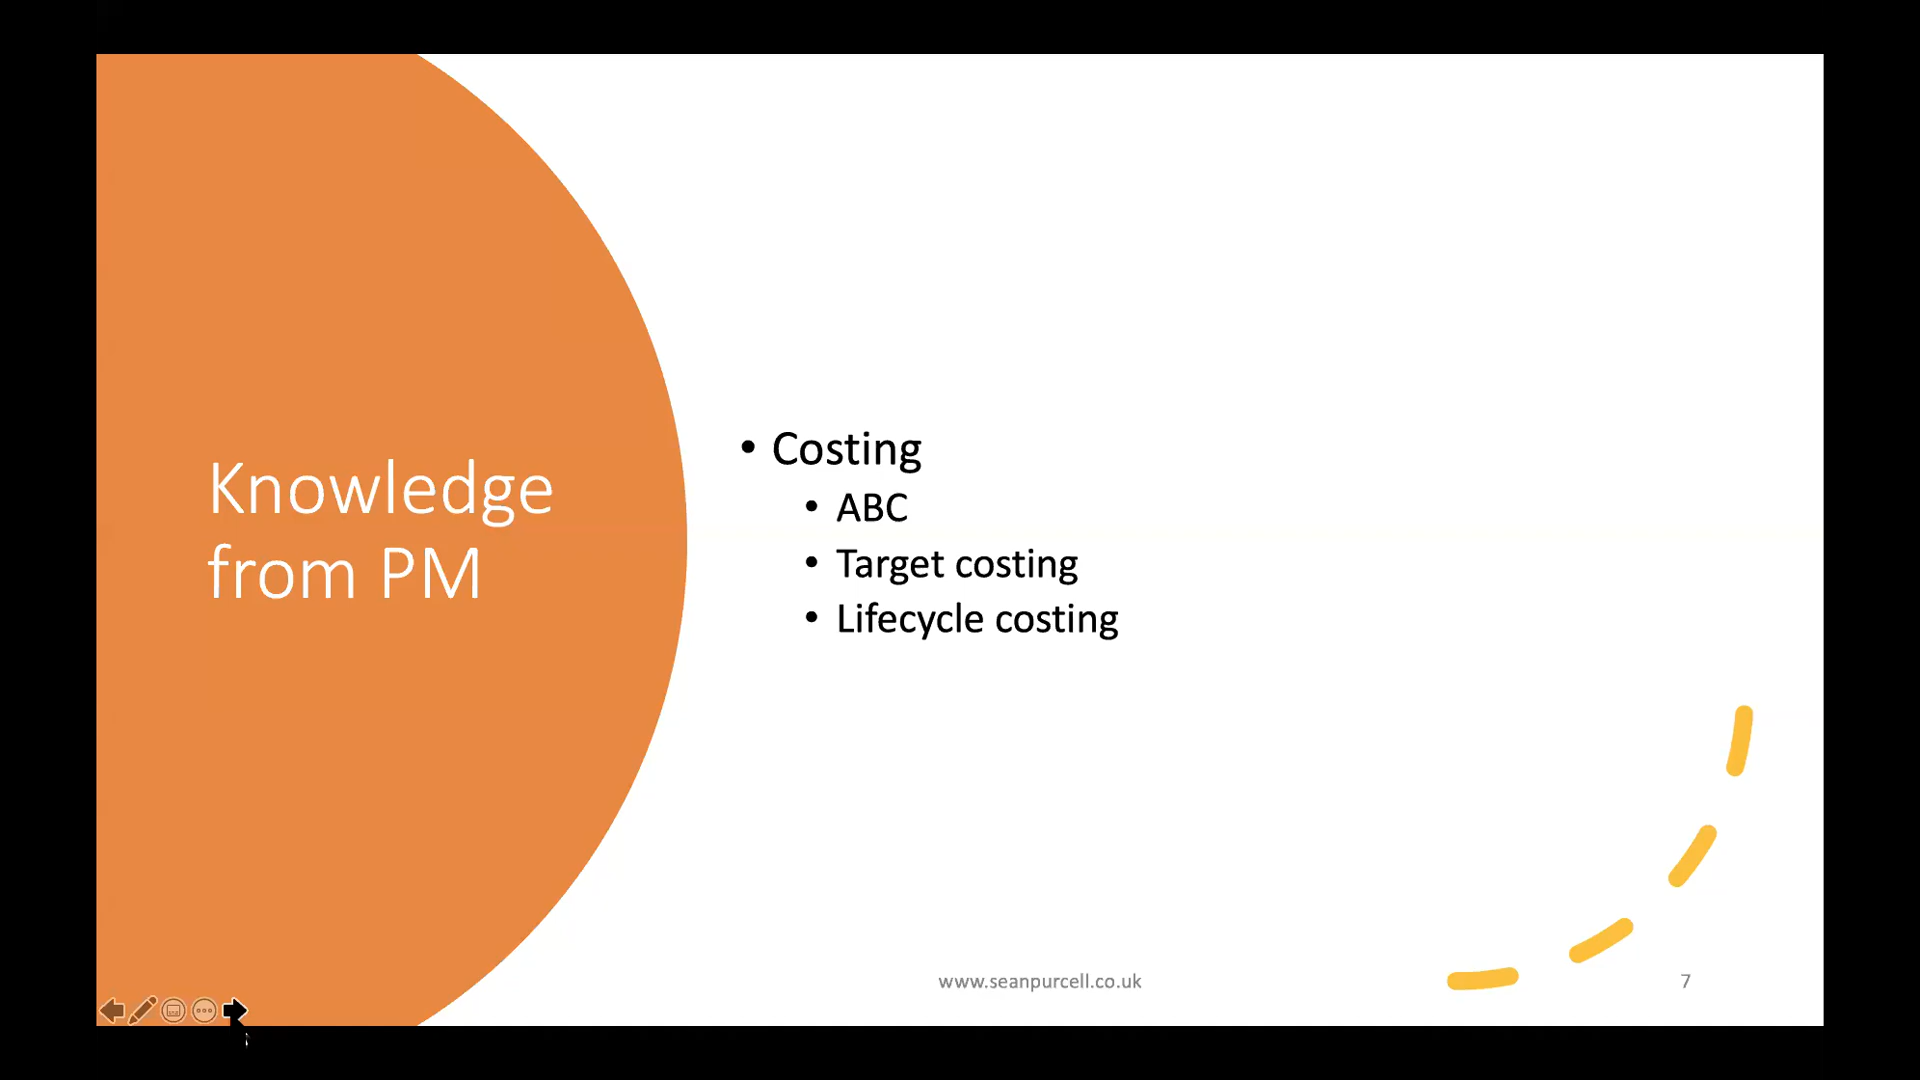 Knowledge
from PM
• Costing
• ABC
• Target costing
• Lifecycle costing
www.seanpurcell.co.uk
7